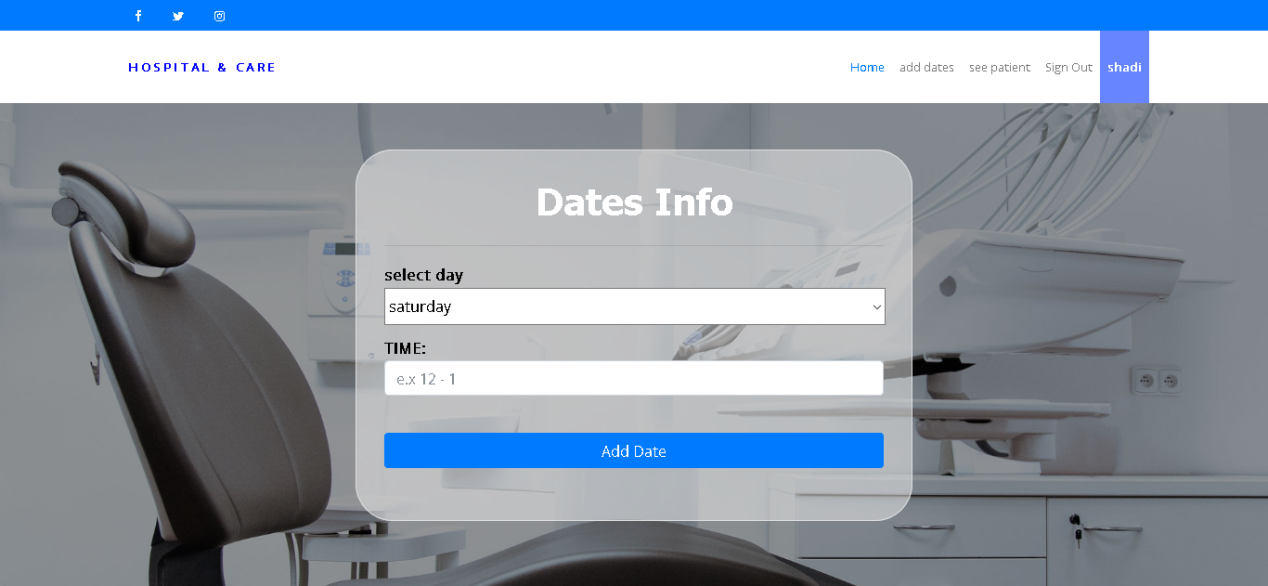 HOSPITAL & CARE
Home add dates see patient Sign Out shadi
Dates Info
select day
saturday
TIME:
e.x 12 - 1
Add Date